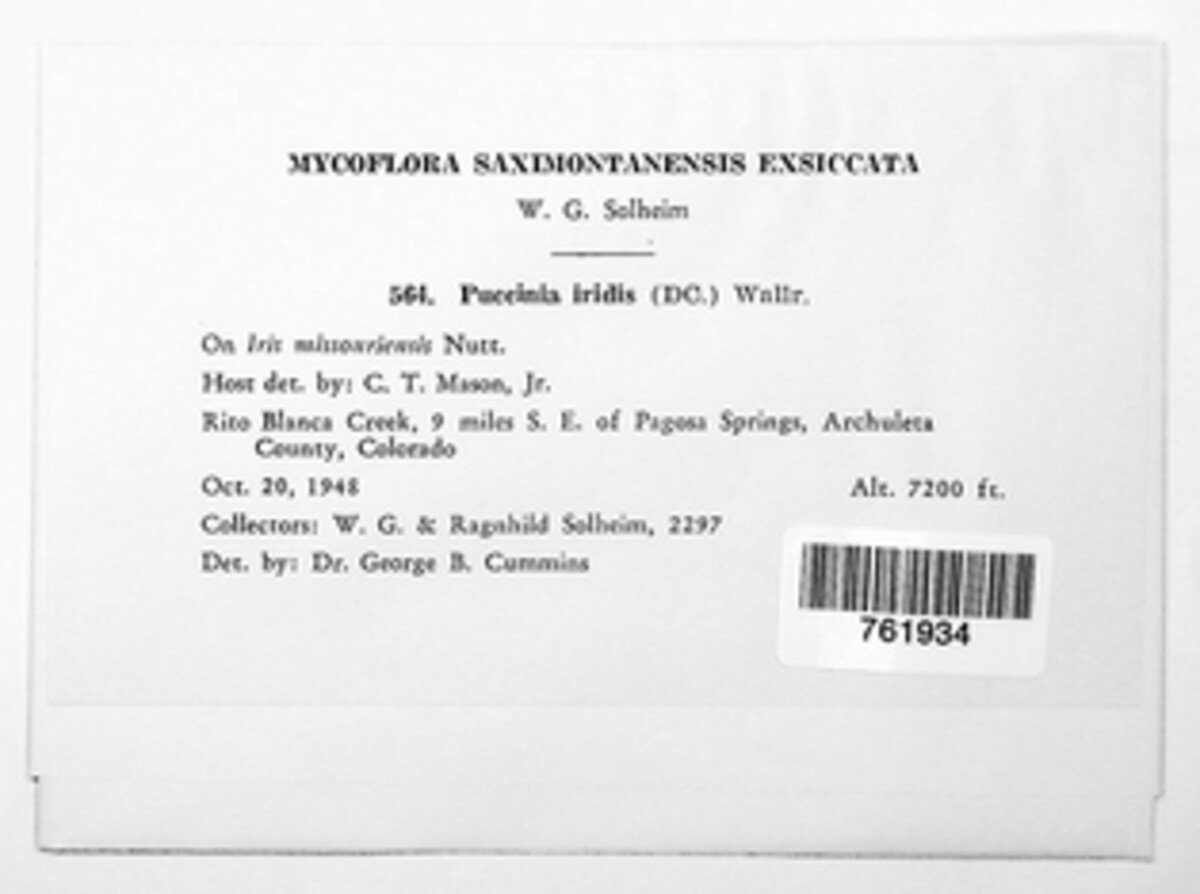 MYCOFLORA SAXIMONTANENSIS EXSICCATA
W. G. Solheim
561. Puccinia iridis (DC.) Wallr.
On Iris missouriensis Nutt.
Host det. by: C. T. Mason, Jr.
Rito Blanca Creek, 9 miles S. E. of Pagosa Springs, Archuleta
County, Colorado
Oct. 20, 1948 Alt. 7200 ft.
Collectors: W. G. & Ragnhild Solheim, 2297
Det. by: Dr. George B. Cummins
761934